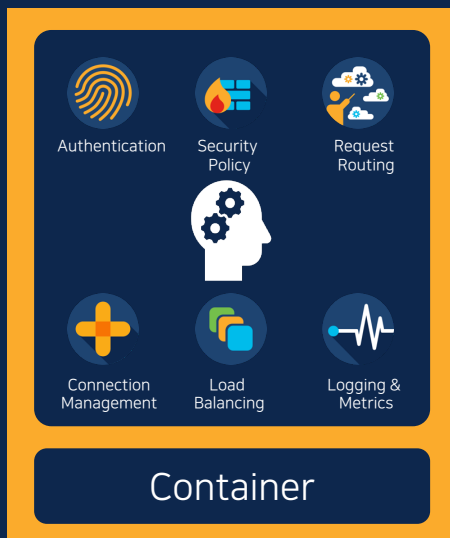 Authentication
Security
Policy
Request
Routing
Connection
Management
Load
Balancing
Logging &
Metrics
Container